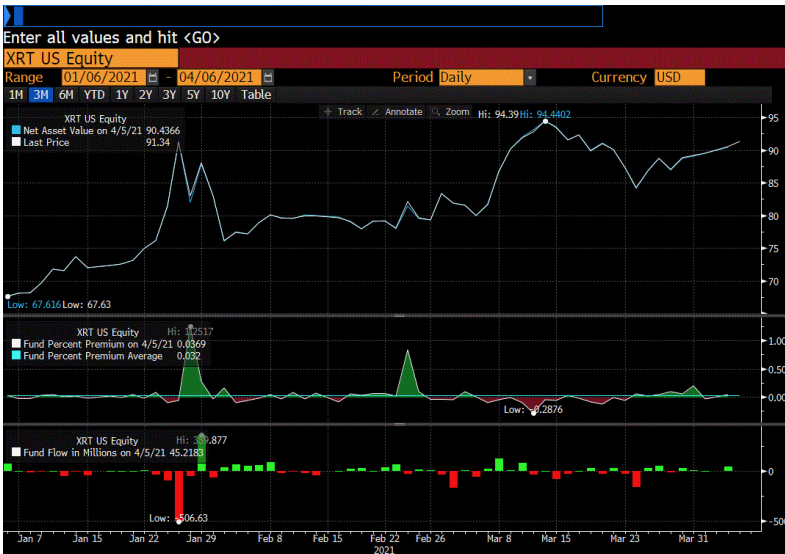 Enter all values and hit <GO>
XRT US Equity
Range 01/06/2021 - 04/06/2021 Period Daily Currency USD
1M 3M 6M YTD 1Y 2Y 3Y 5Y 10Y Table
Track Annotate Zoom Hi: 94.39 Hi: 94.4402
XRT US Equity
Net Asset Value on 4/5/21 90.4366
Last Price 91.34
95
90
85
80
75
70
Low: 67.616 Low: 67.63
XRT US Equity Hi: 1.2517
Fund Percent Premium on 4/5/21 0.0369
Fund Percent Premium Average 0.032
1.00
0.50
0.00
Low: -0.2876
XRT US Equity Hi: 359.877
Fund Flow in Millions on 4/5/21 45.2183
0
Low: -506.63
-500
Jan 7 Jan 15 Jan 22 Jan 29 Feb 8 Feb 15 Feb 22 Feb 26 Mar 8 Mar 15 Mar 23 Mar 31
2021